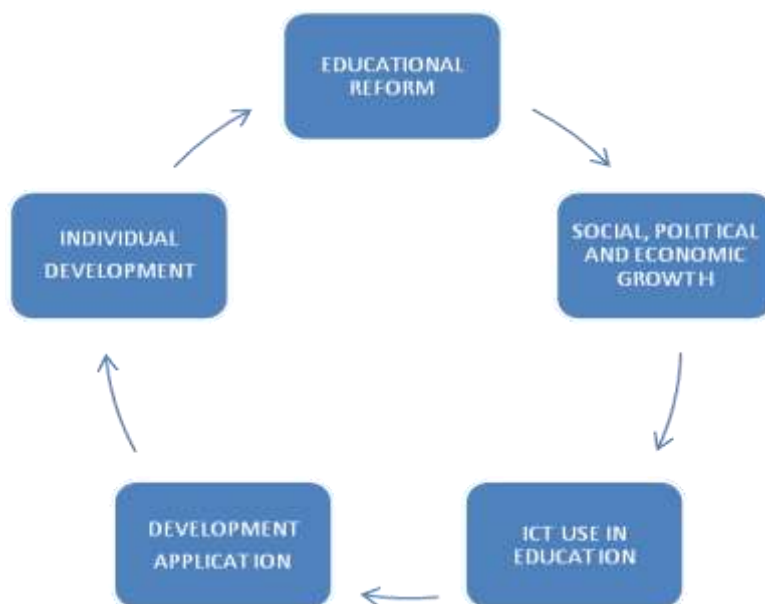 EDUCATIONAL
REFORM
SOCIAL, POLITICAL
AND ECONOMIC
GROWTH
ICT USE IN
EDUCATION
DEVELOPMENT
APPLICATION
INDIVIDUAL
DEVELOPMENT